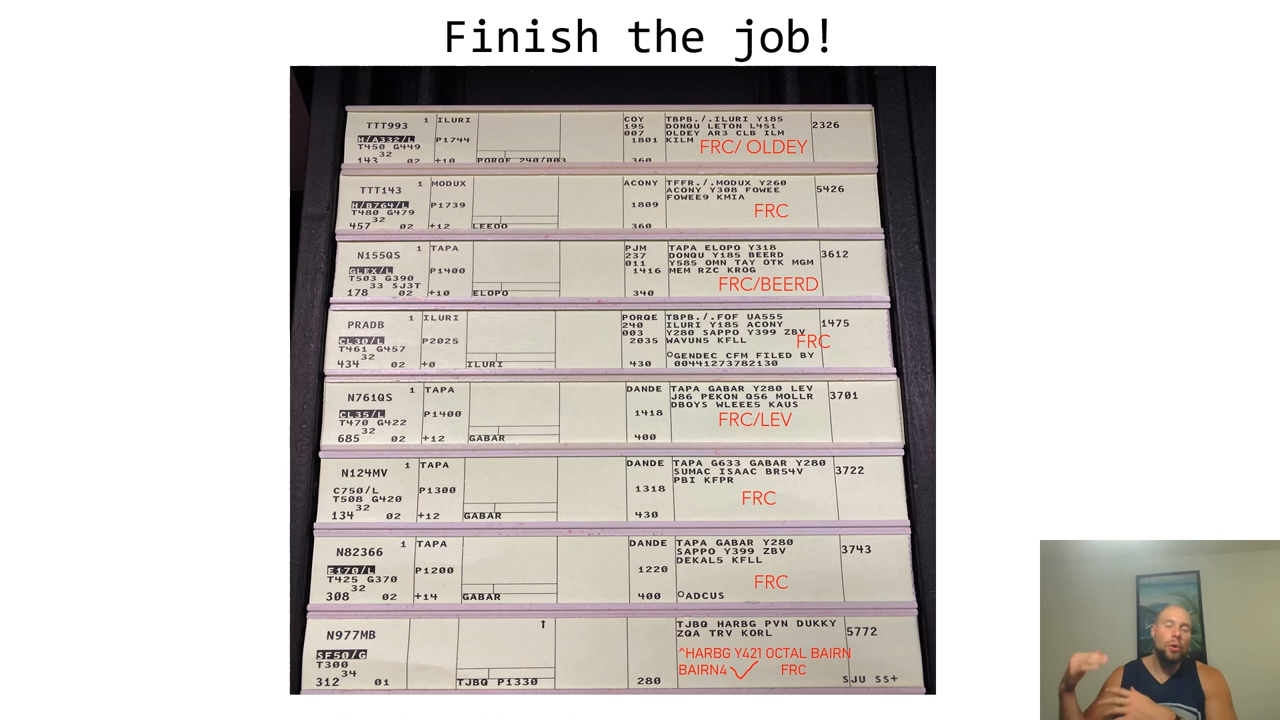 Finish the job!
TTT993 1 ILURI COY TBPB./.ILURI Y185 2326
195 DONQU LETON L451
H/A332/L P1744 007 OLDEY AR3 CLB ILM
T450 G449 1801 KILM FRC/ OLDEY
32
143 02 +10 PORQE 240/003 360
TTT143 1 MODUX ACONY TFFR./.MODUX Y260 5426
ACONY Y308 FOWEE
H/B764/L P1739 1809 FOWEE9 KMIA
T480 G479 FRC
32
457 02 +12 LEEOO 360
N155QS 1 TAPA PJM TAPA ELOPO Y318 3612
237 DONQU Y185 BEERD
GLEX/L P1400 011 Y585 OMN TAY OTK MGM
T503 G390 1416 MEM RZC KROG
33 SJ3T FRC/BEERD
178 02 +10 ELOPO 340
PRADB 1 ILURI PORQE TBPB./.FOF UA555 1475
240 ILURI Y185 ACONY
003 Y280 SAPPO Y399 ZBV
CL30/L P2025 2035 WAVUN5 KFLL FRC
T461 G457
32 OGENDEC CFM FILED BY
434 02 +0 ILURI 430 00441273782130
N761QS 1 TAPA DANDE TAPA GABAR Y280 LEV 3701
J86 PEKON Q56 MOLLR
CL35/L P1400 1418 DBOYS WLEEE5 KAUS
T470 G422 FRC/LEV
32
685 02 +12 GABAR 400
N124MV 1 TAPA DANDE TAPA G633 GABAR Y280 3722
SUMAC ISAAC BR54V
C750/L P1300 1318 PBI KFPR
T508 G420 FRC
32
134 02 +12 GABAR 430
N82366 1 TAPA DANDE TAPA GABAR Y280 3743
SAPPO Y399 ZBV
E170/L P1200 1220 DEKAL5 KFLL
T425 G370 FRC
32
308 02 +14 GABAR 400 OADCUS
N977MB ↑ TJBQ HARBG PVN DUKKY 5772
ZQA TRV KORL
SF50/G ^HARBG Y421 OCTAL BAIRN
T300 BAIRN4 ✓ FRC
34
312 01 TJBQ P1330 280 SJU SS+